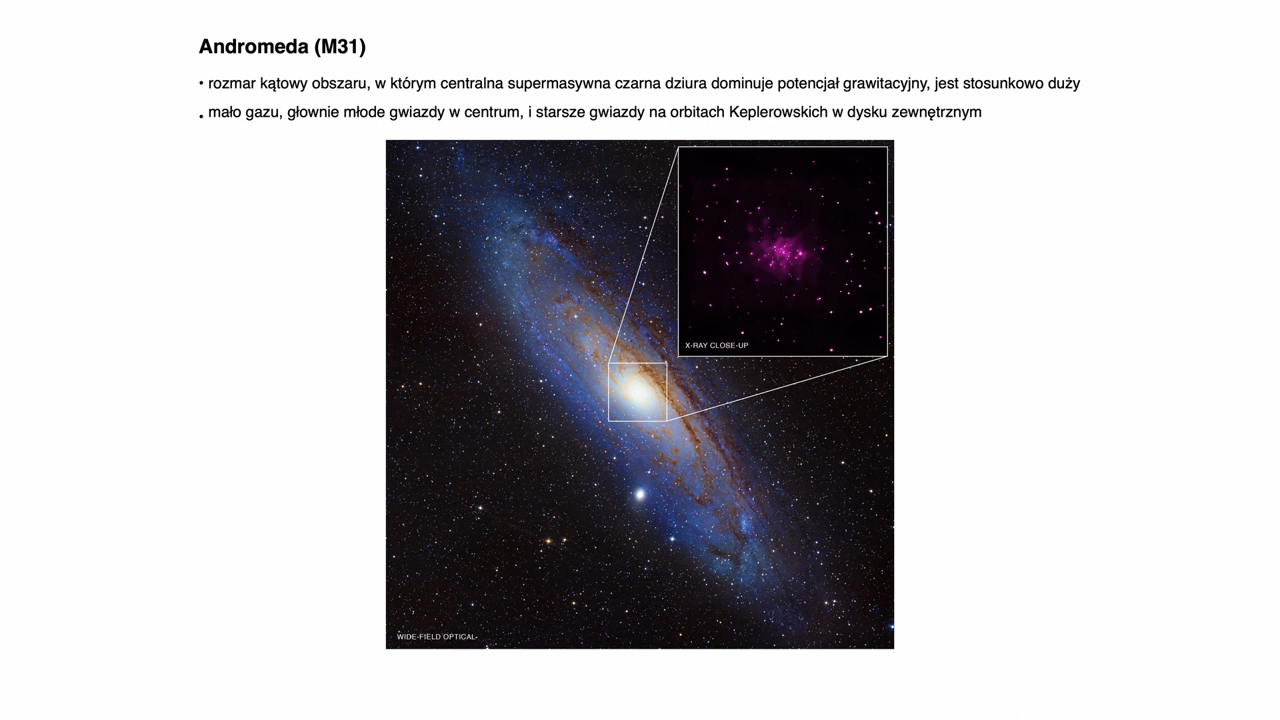 Andromeda (M31)
• rozmar kątowy obszaru, w którym centralna supermasywna czarna dziura dominuje potencjał grawitacyjny, jest stosunkowo duży
• mało gazu, głownie młode gwiazdy w centrum, i starsze gwiazdy na orbitach Keplerowskich w dysku zewnętrznym
X-RAY CLOSE-UP
WIDE-FIELD OPTICAL